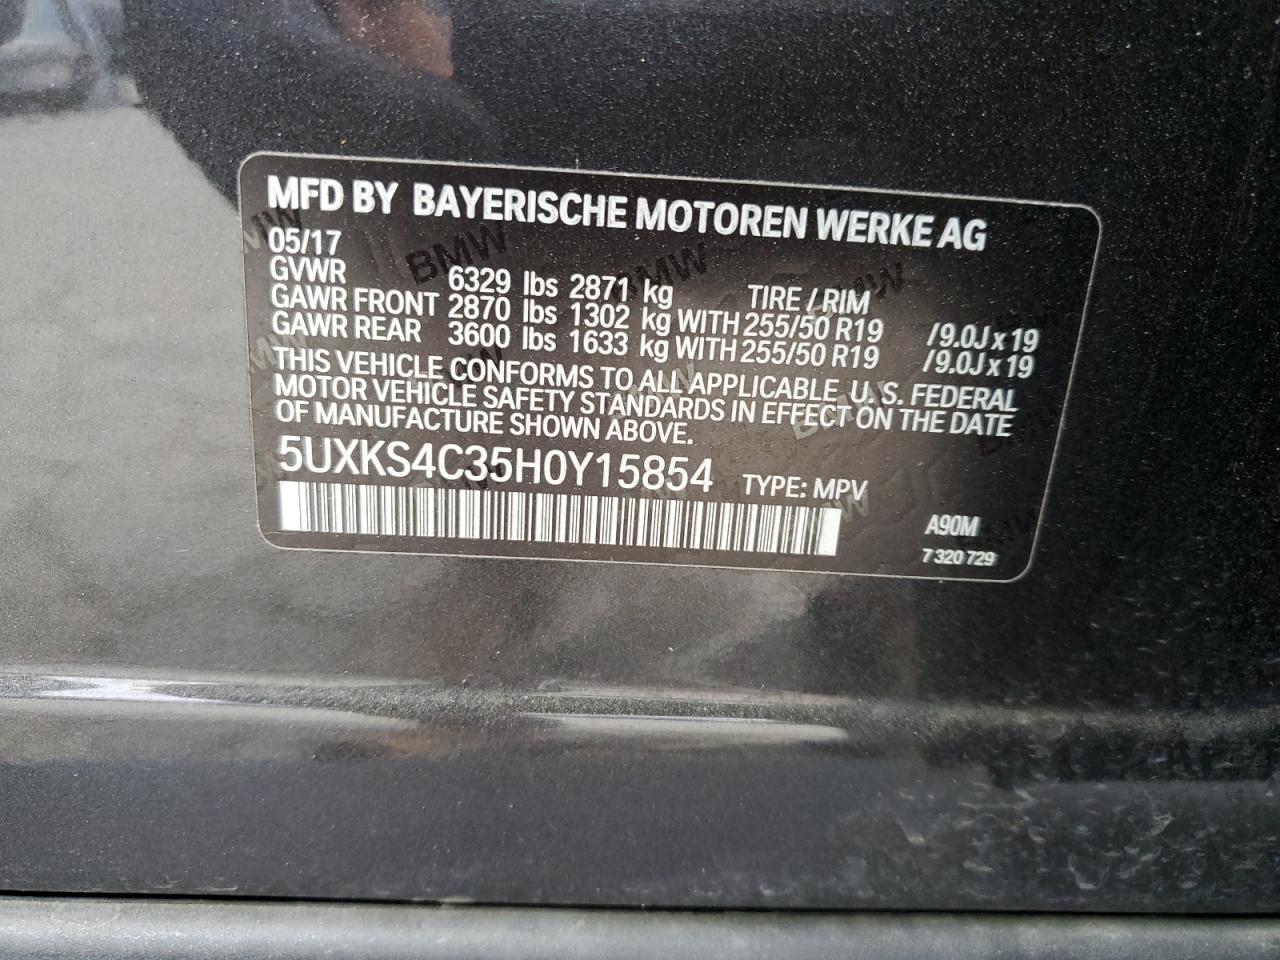 MFD BY BAYERISCHE MOTOREN WERKE AG
05/17
GVWR 6329 lbs 2871 kg TIRE / RIM
GAWR FRONT 2870 lbs 1302 kg WITH 255/50 R19 /9.0J x 19
GAWR REAR 3600 lbs 1633 kg WITH 255/50 R19 /9.0J x 19
THIS VEHICLE CONFORMS TO ALL APPLICABLE U. S. FEDERAL
MOTOR VEHICLE SAFETY STANDARDS IN EFFECT ON THE DATE
OF MANUFACTURE SHOWN ABOVE.
5UXKS4C35H0Y15854 TYPE: MPV
A90M
7 320 729